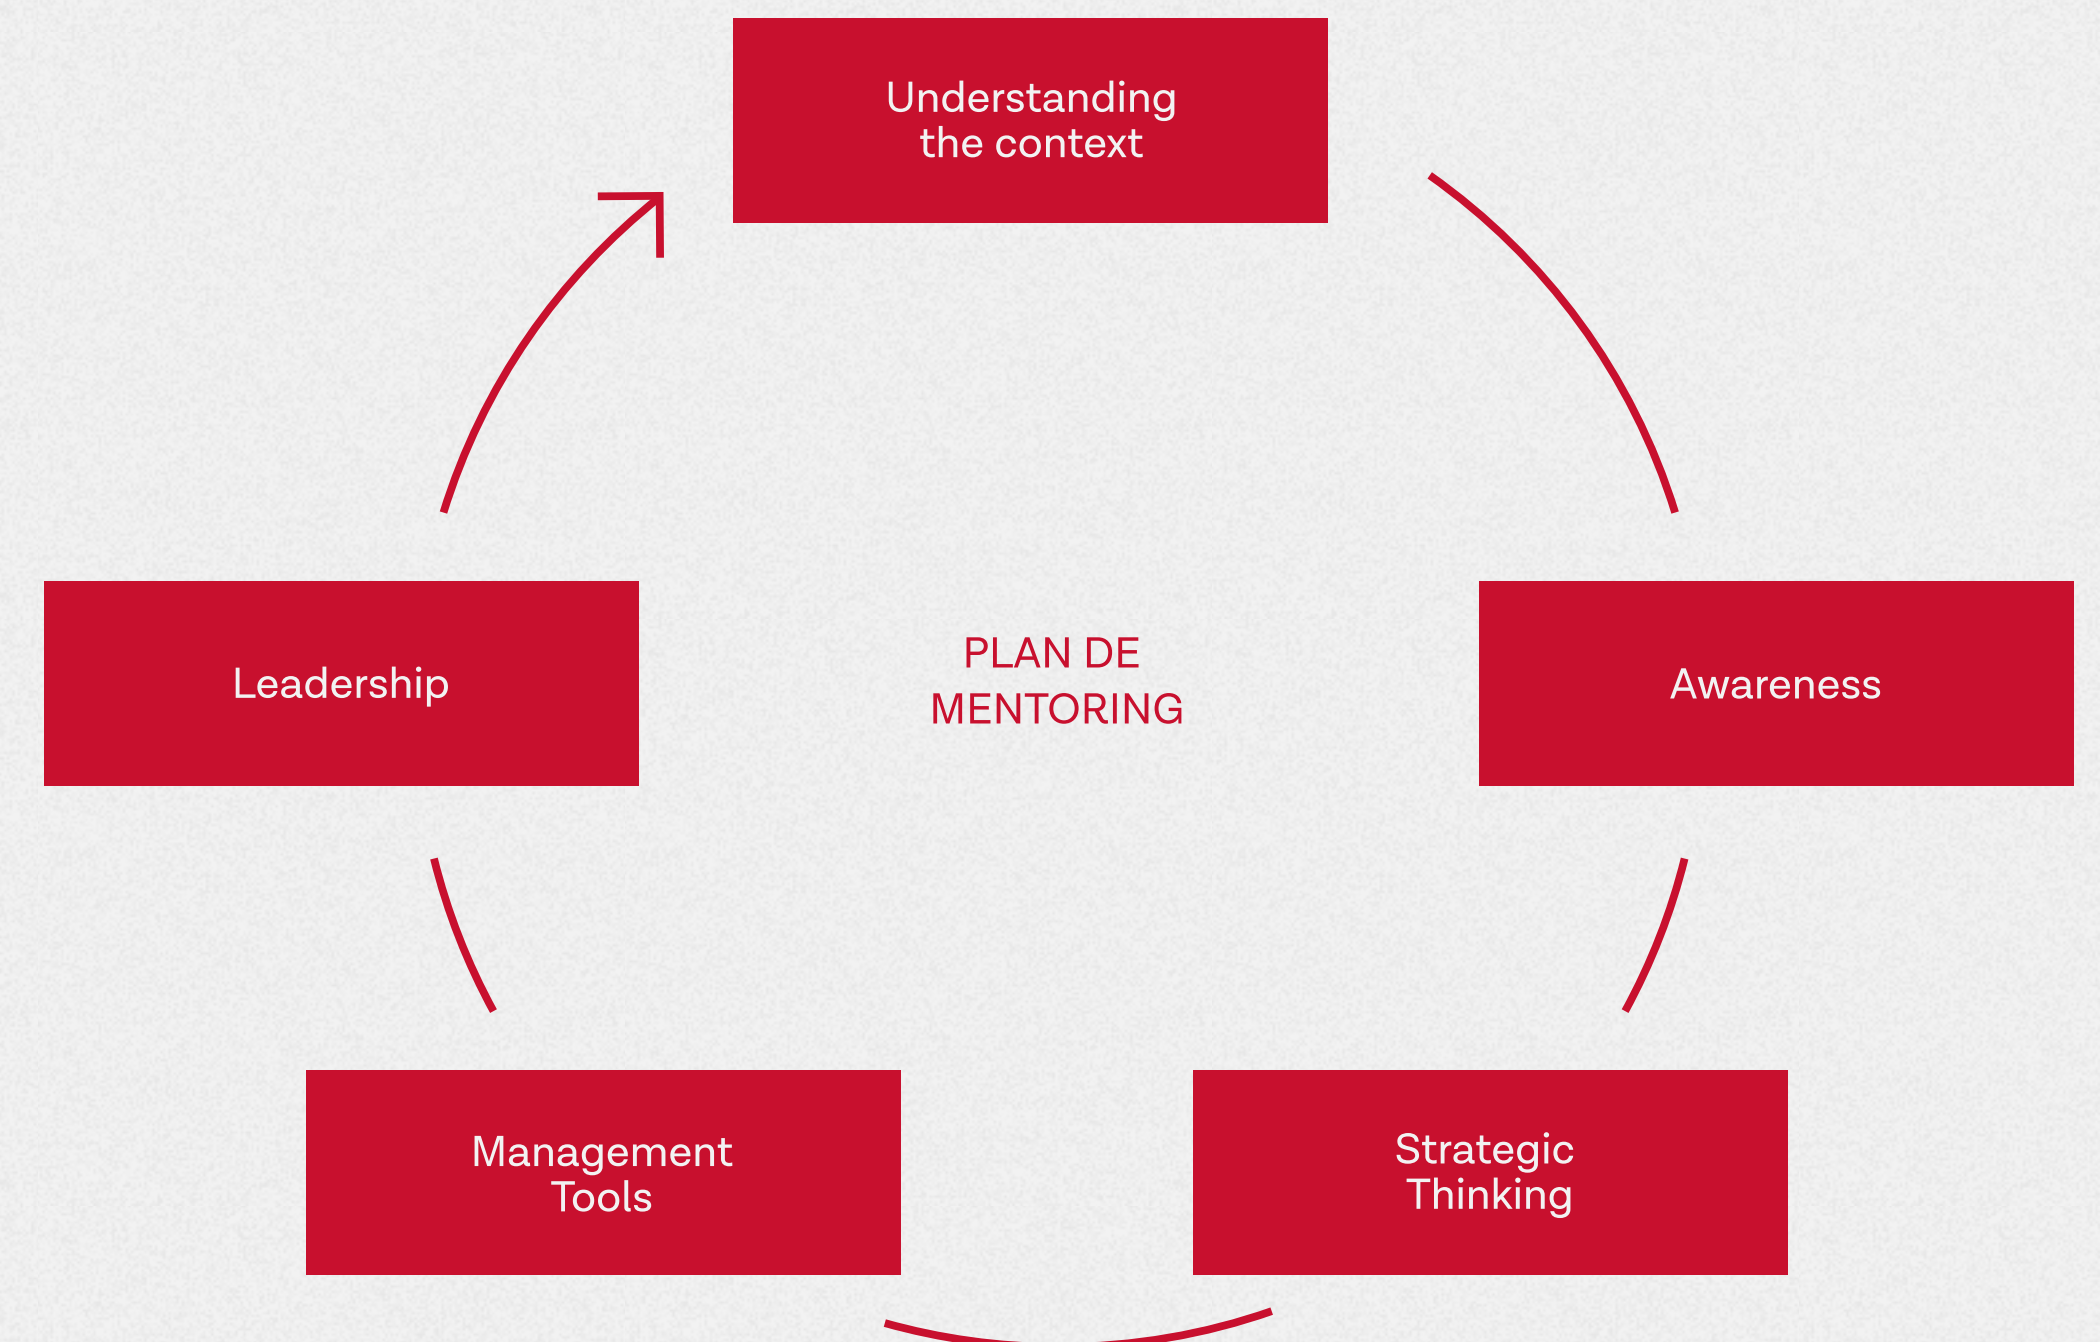 Understanding
the context
Leadership
PLAN DE
MENTORING
Awareness
Management
Tools
Strategic
Thinking